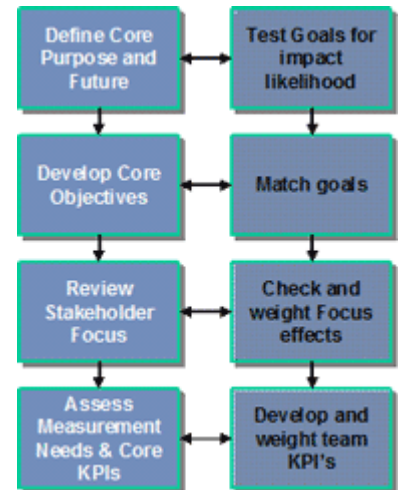 Define Core
Purpose and
Future
Test Goals for
impact
likelihood
Develop Core
Objectives
Match goals
Review
Stakeholder
Focus
Check and
weight Focus
effects
Assess
Measurement
Needs & Core
KPIs
Develop and
weight team
KPI's